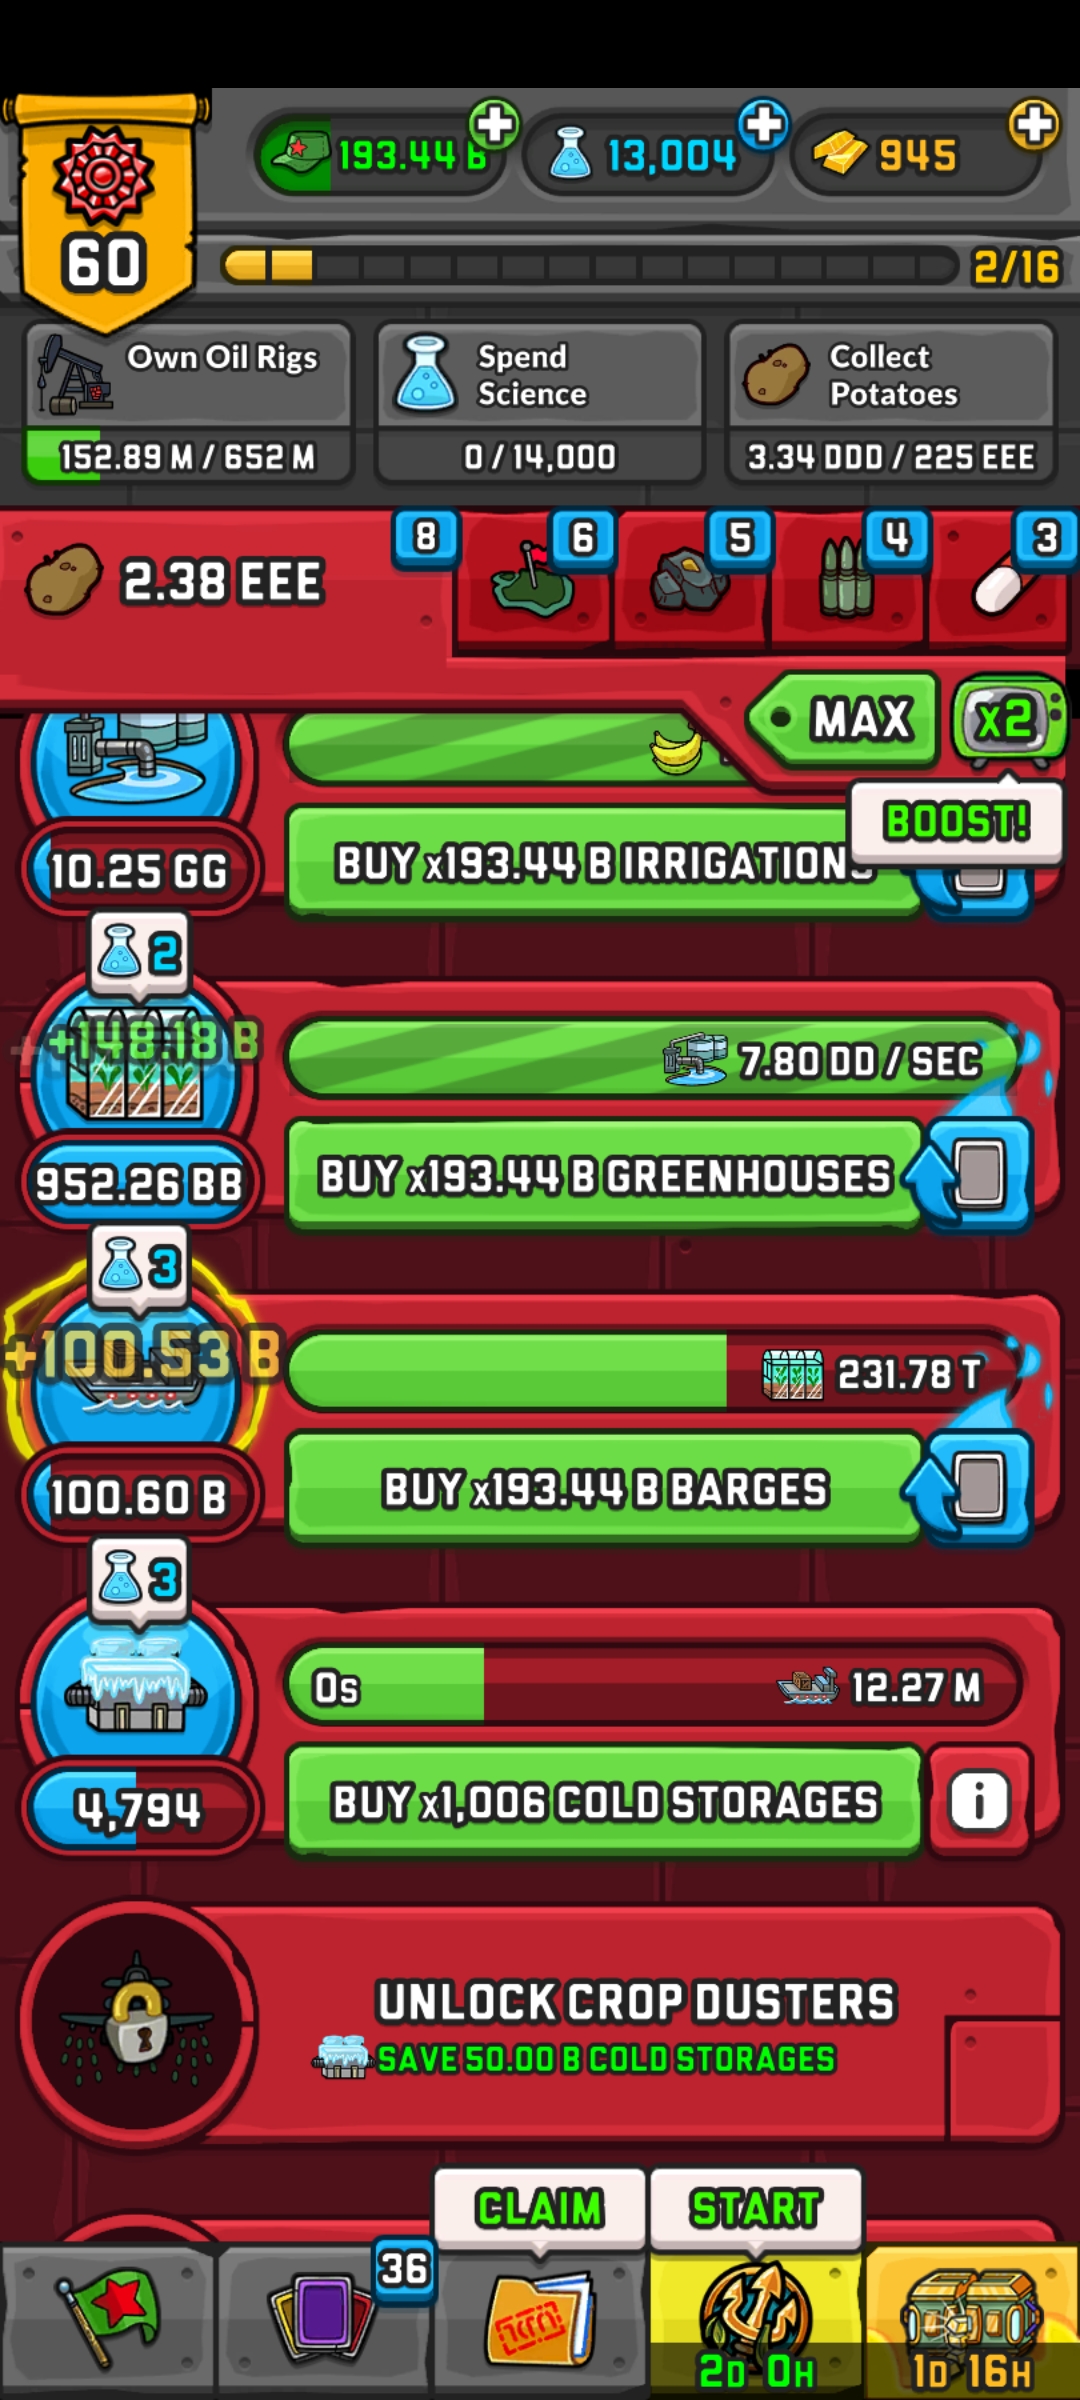 193.44 B
13,004
945
60
2/16
Own Oil Rigs
152.89 M / 652 M
Spend
Science
0 / 14,000
Collect
Potatoes
3.34 DDD / 225 EEE
2.38 EEE
8
6
5
4
3
MAX
x2
BOOST!
10.25 GG
BUY x193.44 B IRRIGATIONS
2
+148.18 B
7.80 DD / SEC
952.26 BB
BUY x193.44 B GREENHOUSES
3
+100.53 B
231.78 T
100.60 B
BUY x193.44 B BARGES
3
0s
12.27 M
4,794
BUY x1,006 COLD STORAGES
i
UNLOCK CROP DUSTERS
SAVE 50.00 B COLD STORAGES
CLAIM
START
36
2D 0H
1D 16H